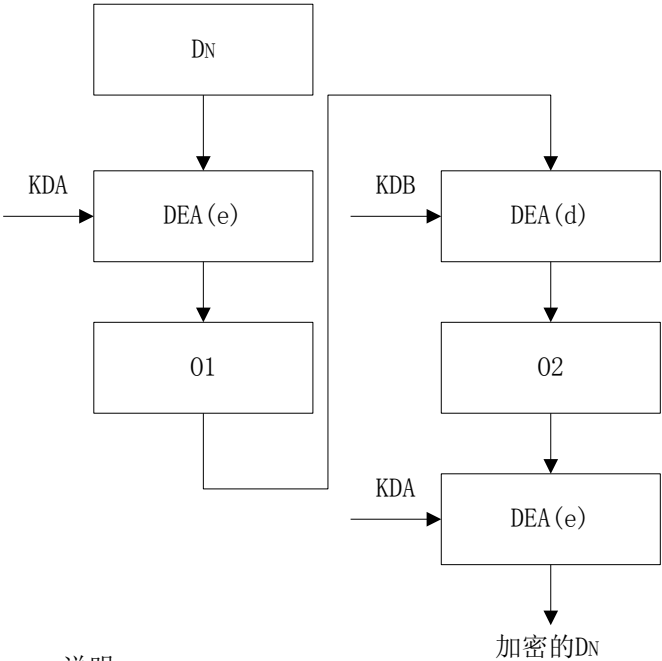 DN
KDA
DEA(e)
O1
KDB
DEA(d)
O2
KDA
DEA(e)
加密的DN